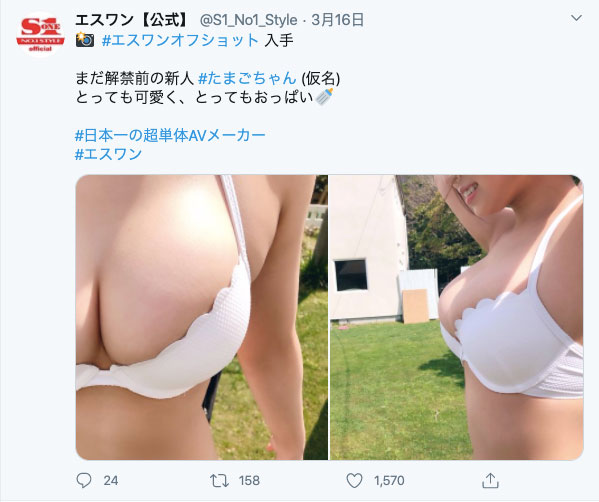 S1 ONE
NO.1 STYLE
official
エスワン【公式】 @S1_No1_Style · 3月16日
📸 #エスワンオフショット 入手
まだ解禁前の新人 #たまごちゃん (仮名)
とっても可愛く、とってもおっぱい🍼
#日本一の超単体AVメーカー
#エスワン
24 158 1,570